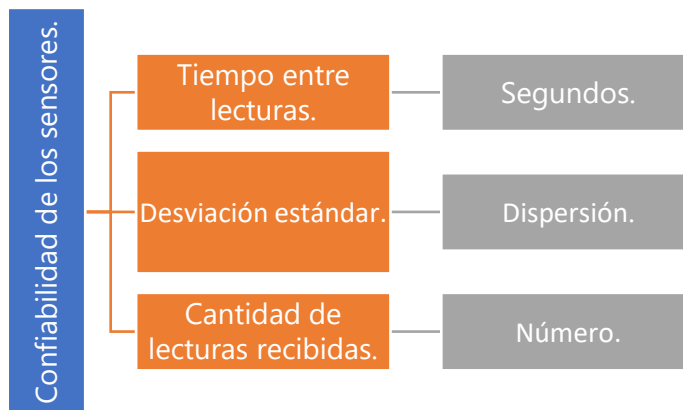 Confiabilidad de los sensores.
Tiempo entre
lecturas.
Segundos.
Desviación estándar.
Dispersión.
Cantidad de
lecturas recibidas.
Número.